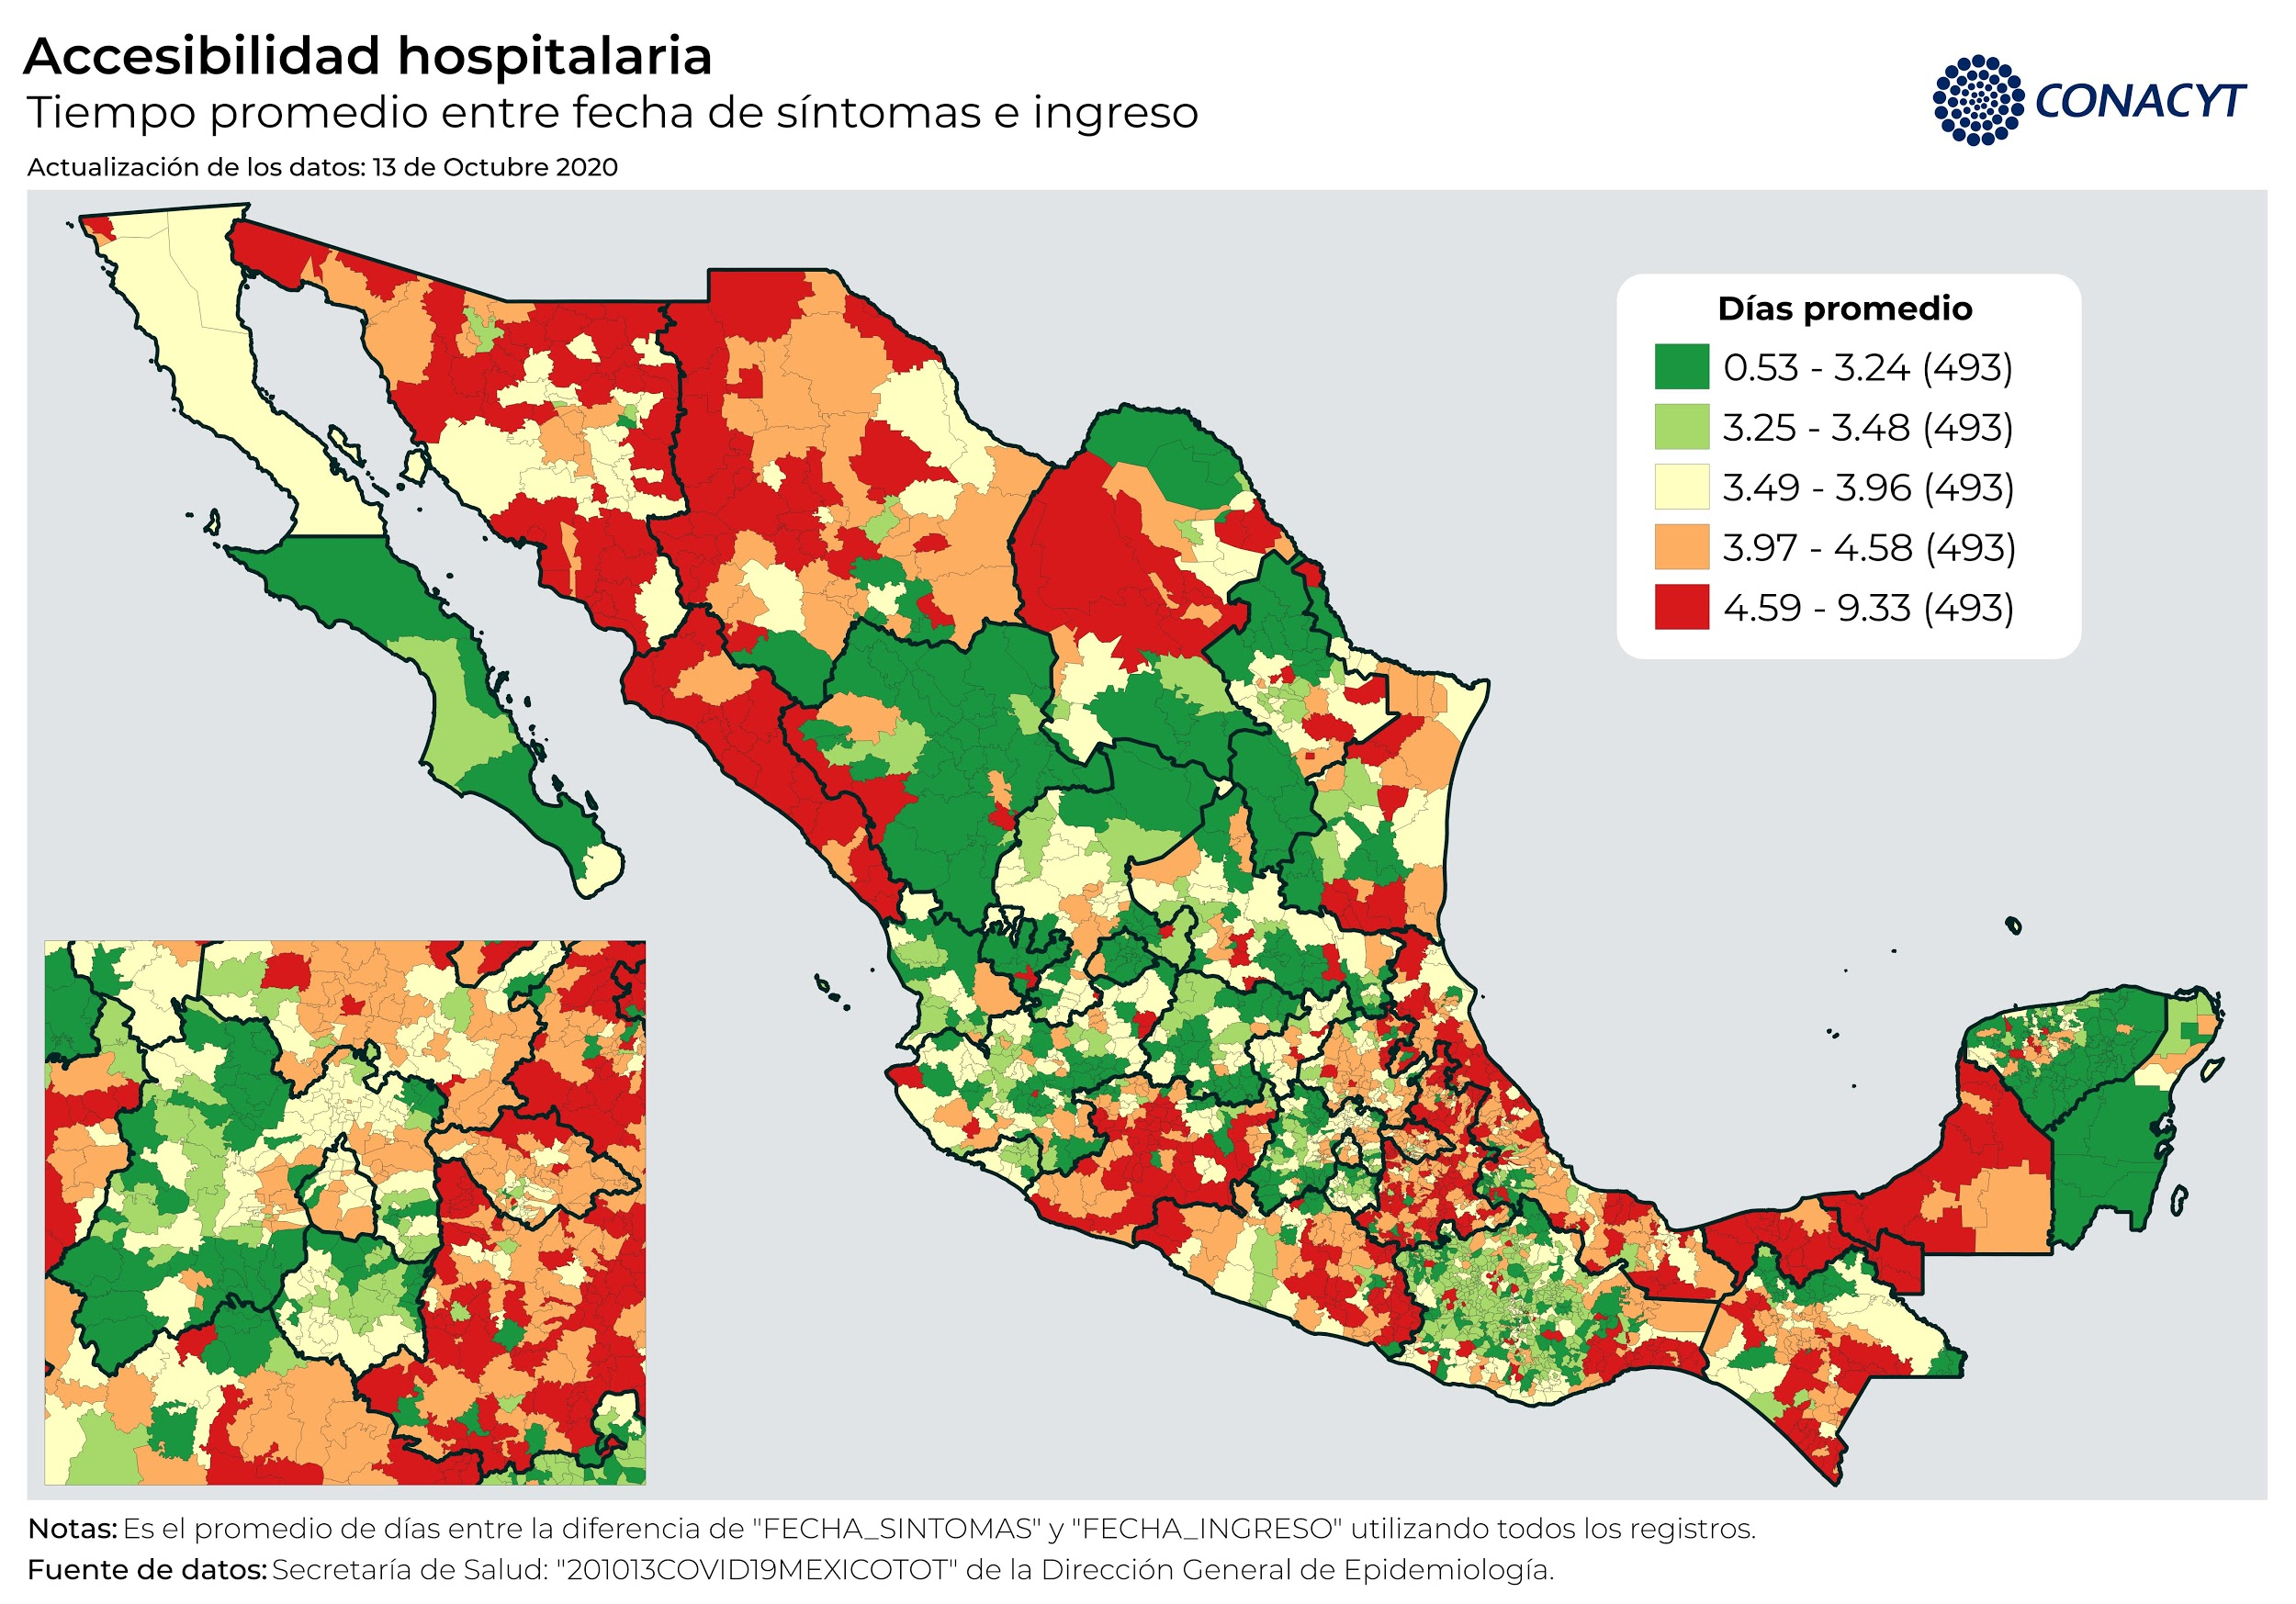 Accesibilidad hospitalaria
Tiempo promedio entre fecha de síntomas e ingreso
Actualización de los datos: 13 de Octubre 2020
CONACYT
Días promedio
0.53 - 3.24 (493)
3.25 - 3.48 (493)
3.49 - 3.96 (493)
3.97 - 4.58 (493)
4.59 - 9.33 (493)
Notas: Es el promedio de días entre la diferencia de "FECHA_SINTOMAS" y "FECHA_INGRESO" utilizando todos los registros.
Fuente de datos: Secretaría de Salud: "201013COVID19MEXICOTOT" de la Dirección General de Epidemiología.